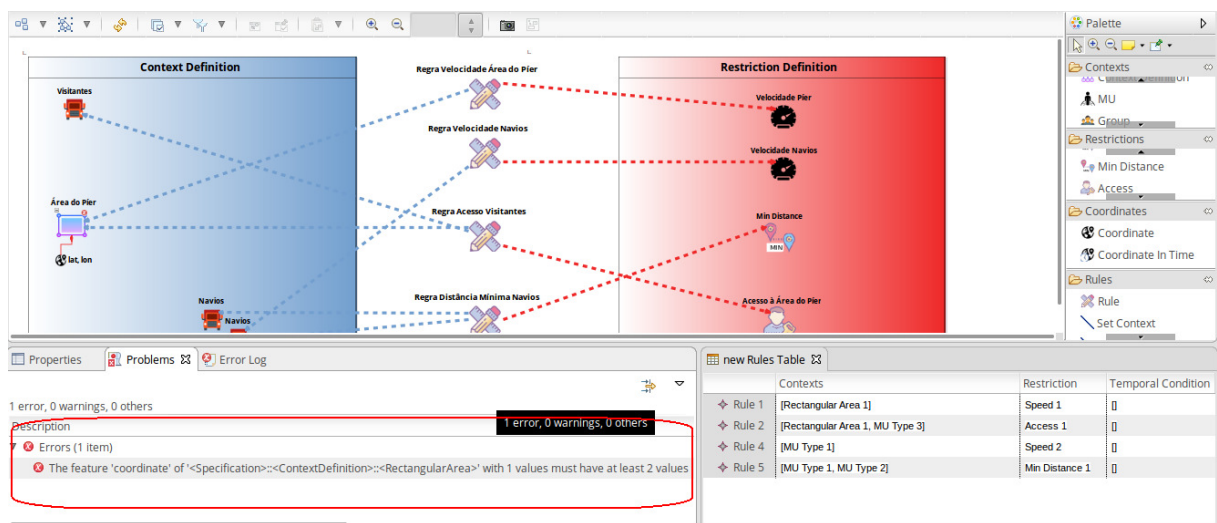 Palette
Context Definition
Restriction Definition
Regra Velocidade Área do Píer
Contexts
Visitantes
Velocidade Pier
MU
Group
Regra Velocidade Navios
Restrictions
Velocidade Navios
Min Distance
Access
Área do Píer
Regra Acesso Visitantes
Min Distance
MIN
Coordinates
Coordinate
lat, lon
Coordinate In Time
Rules
Navios
Navios
Regra Distância Mínima Navios
Acesso à Área do Pier
Rule
Set Context
Properties
Problems
Error Log
1 error, 0 warnings, 0 others
1 error, 0 warnings, 0 others
Description
Errors (1 item)
The feature 'coordinate' of '<Specification>::<ContextDefinition>::<RectangularArea>' with 1 values must have at least 2 values
new Rules Table
Contexts Restriction Temporal Condition
Rule 1 [Rectangular Area 1] Speed 1 []
Rule 2 [Rectangular Area 1, MU Type 3] Access 1 []
Rule 4 [MU Type 1] Speed 2 []
Rule 5 [MU Type 1, MU Type 2] Min Distance 1 []